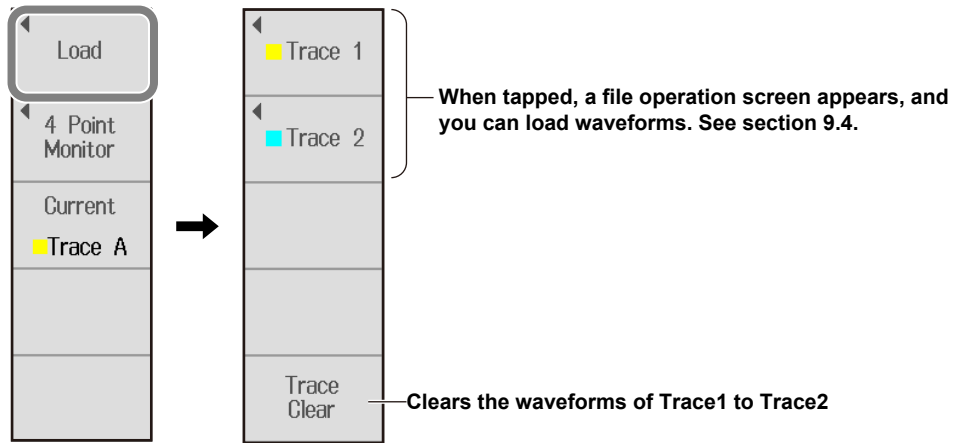 Load
4 Point
Monitor
Current
Trace A
Trace 1
Trace 2
Trace
Clear
When tapped, a file operation screen appears, and
you can load waveforms. See section 9.4.
Clears the waveforms of Trace1 to Trace2